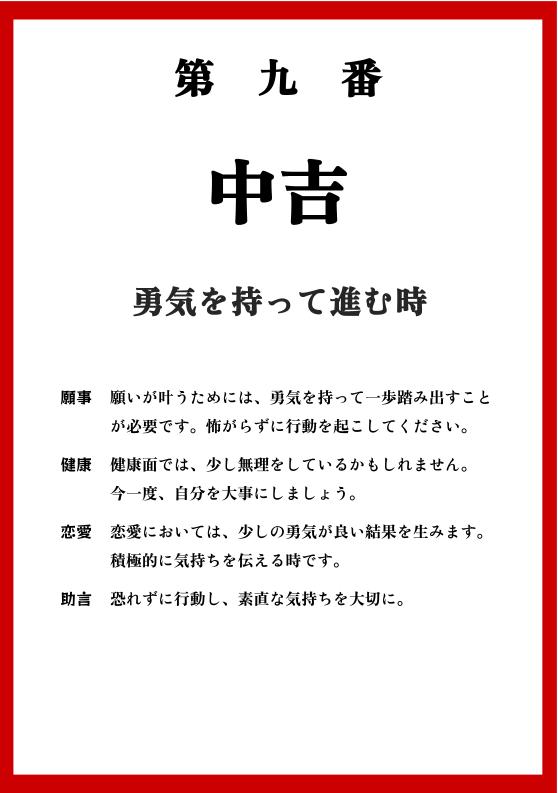 第 九 番
中吉
勇気を持って進む時
願事 願いが叶うためには、勇気を持って一歩踏み出すこと
が必要です。怖がらずに行動を起こしてください。
健康 健康面では、少し無理をしているかもしれません。
今一度、自分を大事にしましょう。
恋愛 恋愛においては、少しの勇気が良い結果を生みます。
積極的に気持ちを伝える時です。
助言 恐れずに行動し、素直な気持ちを大切に。